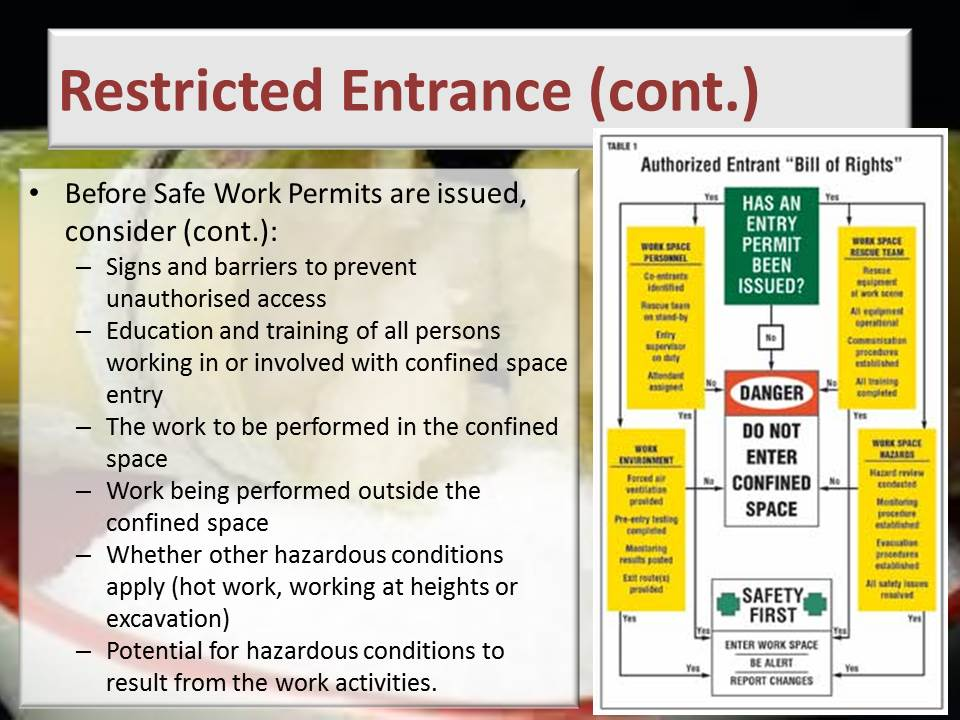 Restricted Entrance (cont.)
• Before Safe Work Permits are issued,
consider (cont.):
– Signs and barriers to prevent
unauthorised access
– Education and training of all persons
working in or involved with confined space
entry
– The work to be performed in the confined
space
– Work being performed outside the
confined space
– Whether other hazardous conditions
apply (hot work, working at heights or
excavation)
– Potential for hazardous conditions to
result from the work activities.
TABLE 1
Authorized Entrant “Bill of Rights”
Yes
Yes
HAS AN
ENTRY
PERMIT
BEEN
ISSUED?
WORK SPACE
PERSONNEL
Co-entrants
identified
Rescue team
on stand-by
Entry
supervisor
on duty
Attendant
assigned
WORK SPACE
RESCUE TEAM
Rescue
equipment
at work scene
All equipment
operational
Communication
procedures
established
All training
completed
No
No
No
DANGER
DO NOT
ENTER
CONFINED
SPACE
Yes
Yes
WORK
ENVIRONMENT
Forced air
ventilation
provided
Pre-entry testing
completed
Monitoring
results posted
Exit route(s)
provided
No
No
WORK SPACE
HAZARDS
Hazard review
conducted
Monitoring
procedure
established
Evacuation
procedures
established
All safety issues
resolved
Yes
Yes
SAFETY
FIRST
Yes
Yes
ENTER WORK SPACE
BE ALERT
REPORT CHANGES
Yes
Yes